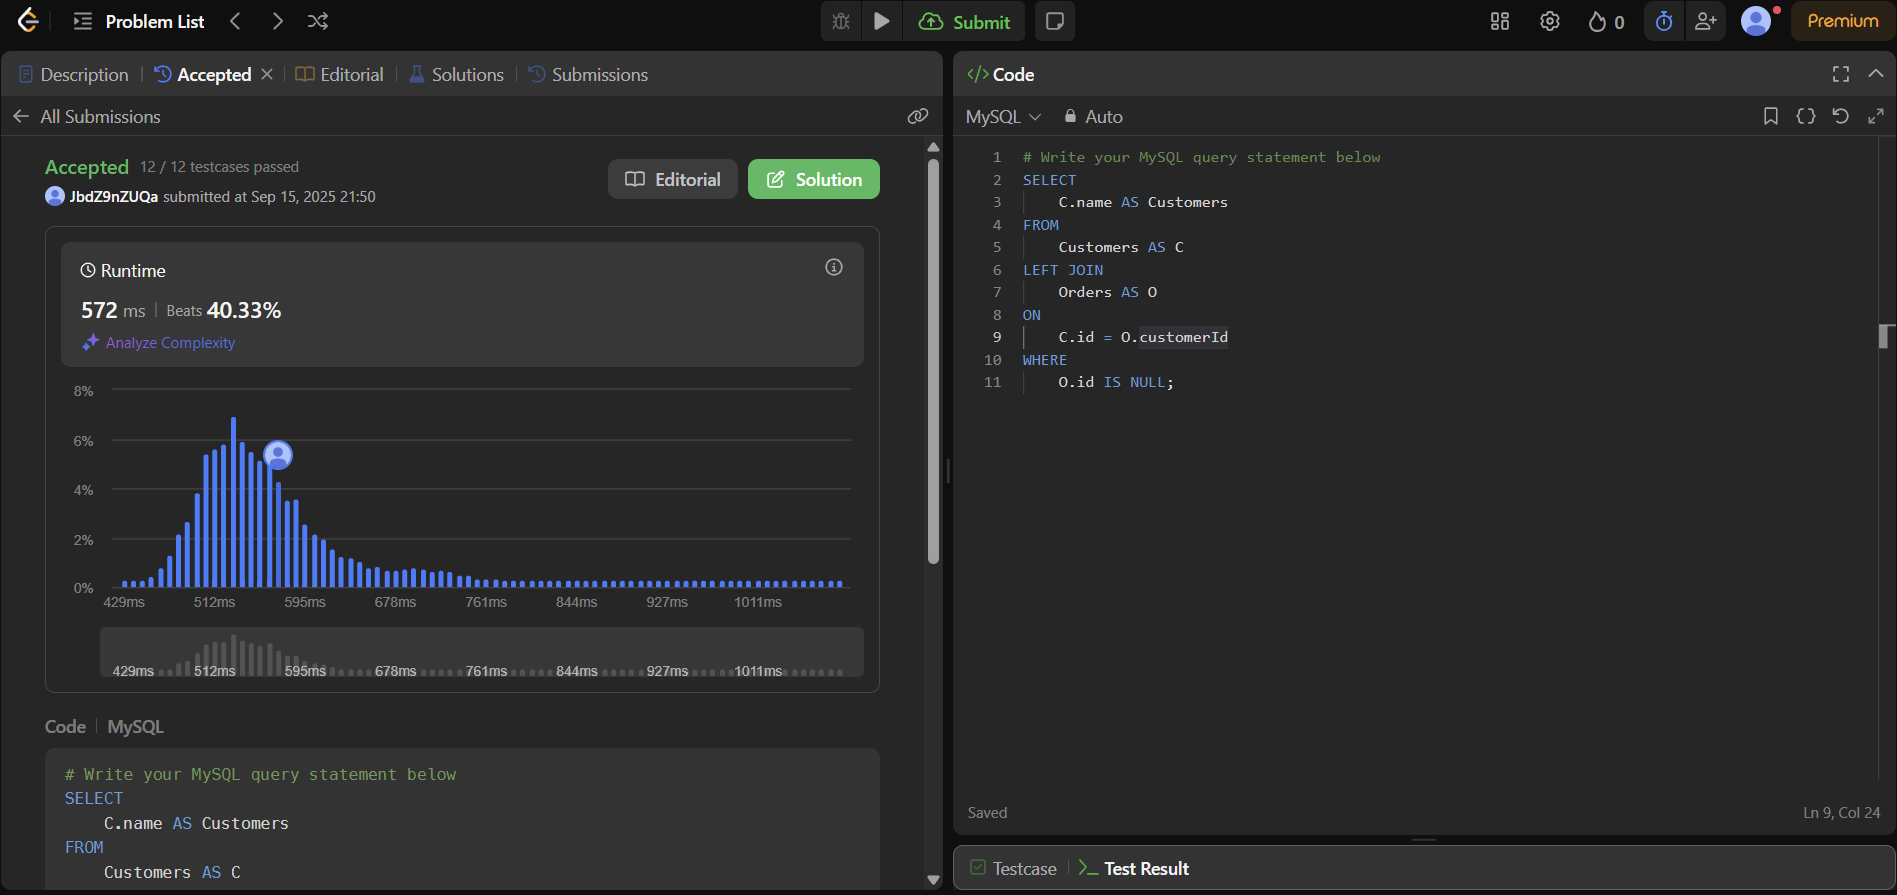 Problem List
Submit
0
Premium
Description
Accepted
Editorial
Solutions
Submissions
All Submissions
Accepted 12 / 12 testcases passed
JbdZ9nZUQa submitted at Sep 15, 2025 21:50
Editorial
Solution
Runtime
572 ms | Beats 40.33%
Analyze Complexity
8%
6%
4%
2%
0%
429ms 512ms 595ms 678ms 761ms 844ms 927ms 1011ms
429ms 512ms 595ms 678ms 761ms 844ms 927ms 1011ms
Code | MySQL
# Write your MySQL query statement below
SELECT
C.name AS Customers
FROM
Customers AS C
</> Code
MySQL
Auto
1 # Write your MySQL query statement below
2 SELECT
3 C.name AS Customers
4 FROM
5 Customers AS C
6 LEFT JOIN
7 Orders AS O
8 ON
9 C.id = O.customerId
10 WHERE
11 O.id IS NULL;
Saved
Ln 9, Col 24
Testcase
>_ Test Result